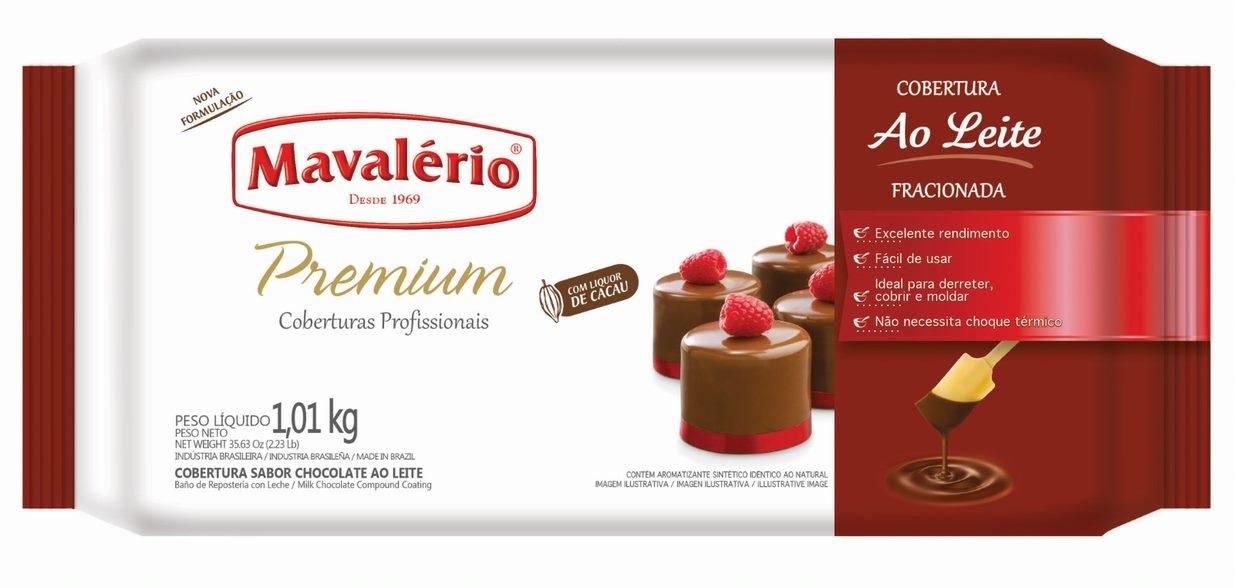 NOVA
FORMULAÇÃO
Mavalério®
DESDE 1969
Premium
Coberturas Profissionais
COM LIQUOR
DE CACAU
PESO LÍQUIDO 1,01 kg
PESO NETO
NET WEIGHT 35.63 Oz (2.23 Lb)
INDÚSTRIA BRASILEIRA / INDUSTRIA BRASILEÑA / MADE IN BRAZIL
COBERTURA SABOR CHOCOLATE AO LEITE
Baño de Reposteria con Leche / Milk Chocolate Compound Coating
CONTÉM AROMATIZANTE SINTÉTICO IDÊNTICO AO NATURAL
IMAGEM ILUSTRATIVA / IMAGEN ILUSTRATIVA / ILLUSTRATIVE IMAGE
COBERTURA
Ao Leite
FRACIONADA
Excelente rendimento
Fácil de usar
Ideal para derreter,
cobrir e moldar
Não necessita choque térmico